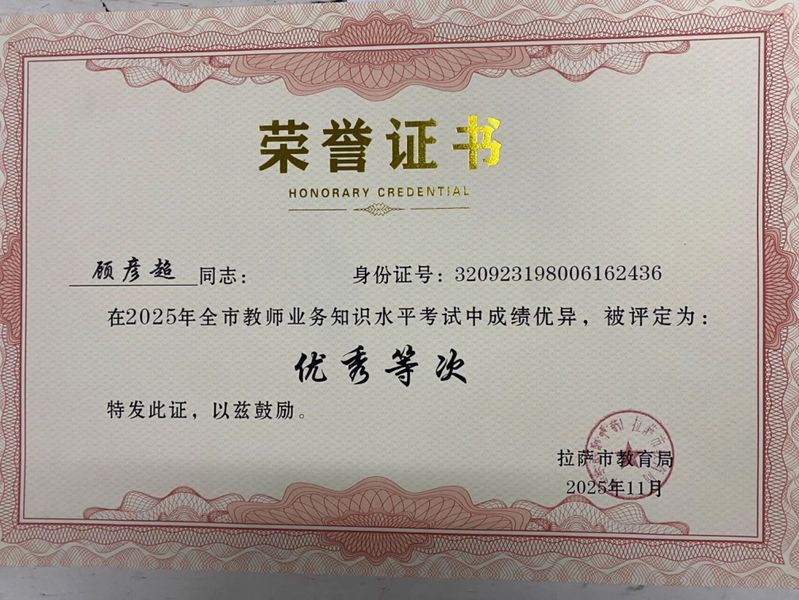 荣誉证书
HONORARY CREDENTIAL
顾彦超同志： 身份证号：320923198006162436
在2025年全市教师业务知识水平考试中成绩优异，被评定为：
优秀等次
特发此证，以兹鼓励。
拉萨市教育局
2025年11月